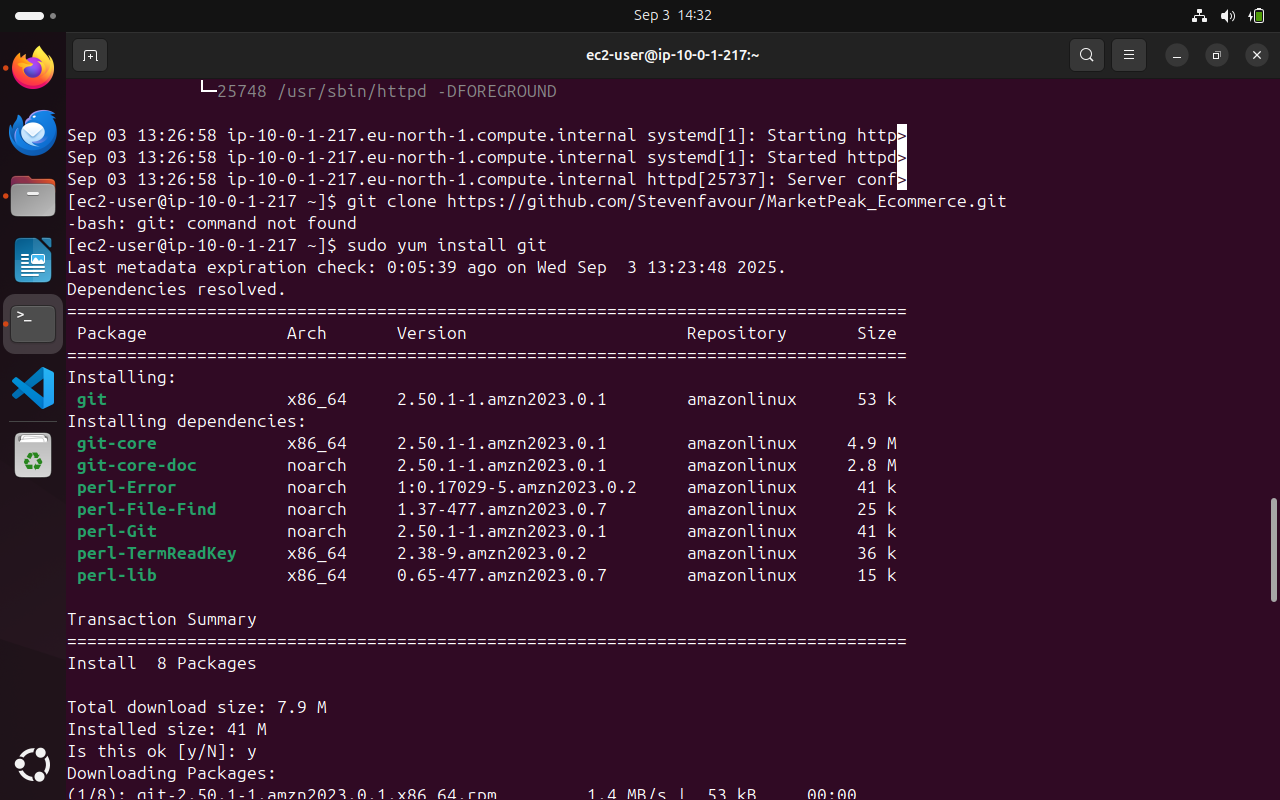 Sep 3 14:32
ec2-user@ip-10-0-1-217:~
└─25748 /usr/sbin/httpd -DFOREGROUND
Sep 03 13:26:58 ip-10-0-1-217.eu-north-1.compute.internal systemd[1]: Starting http>
Sep 03 13:26:58 ip-10-0-1-217.eu-north-1.compute.internal systemd[1]: Started httpd>
Sep 03 13:26:58 ip-10-0-1-217.eu-north-1.compute.internal httpd[25737]: Server conf>
[ec2-user@ip-10-0-1-217 ~]$ git clone https://github.com/Stevenfavour/MarketPeak_Ecommerce.git
-bash: git: command not found
[ec2-user@ip-10-0-1-217 ~]$ sudo yum install git
Last metadata expiration check: 0:05:39 ago on Wed Sep  3 13:23:48 2025.
Dependencies resolved.
====================================================================================
 Package              Arch       Version                      Repository       Size
====================================================================================
Installing:
 git                  x86_64     2.50.1-1.amzn2023.0.1        amazonlinux      53 k
Installing dependencies:
 git-core             x86_64     2.50.1-1.amzn2023.0.1        amazonlinux     4.9 M
 git-core-doc         noarch     2.50.1-1.amzn2023.0.1        amazonlinux     2.8 M
 perl-Error           noarch     1:0.17029-5.amzn2023.0.2     amazonlinux      41 k
 perl-File-Find       noarch     1.37-477.amzn2023.0.7        amazonlinux      25 k
 perl-Git             noarch     2.50.1-1.amzn2023.0.1        amazonlinux      41 k
 perl-TermReadKey     x86_64     2.38-9.amzn2023.0.2          amazonlinux      36 k
 perl-lib             x86_64     0.65-477.amzn2023.0.7        amazonlinux      15 k
Transaction Summary
====================================================================================
Install  8 Packages
Total download size: 7.9 M
Installed size: 41 M
Is this ok [y/N]: y
Downloading Packages:
(1/8): git-2.50.1-1.amzn2023.0.1.x86_64.rpm         1.4 MB/s |  53 kB     00:00